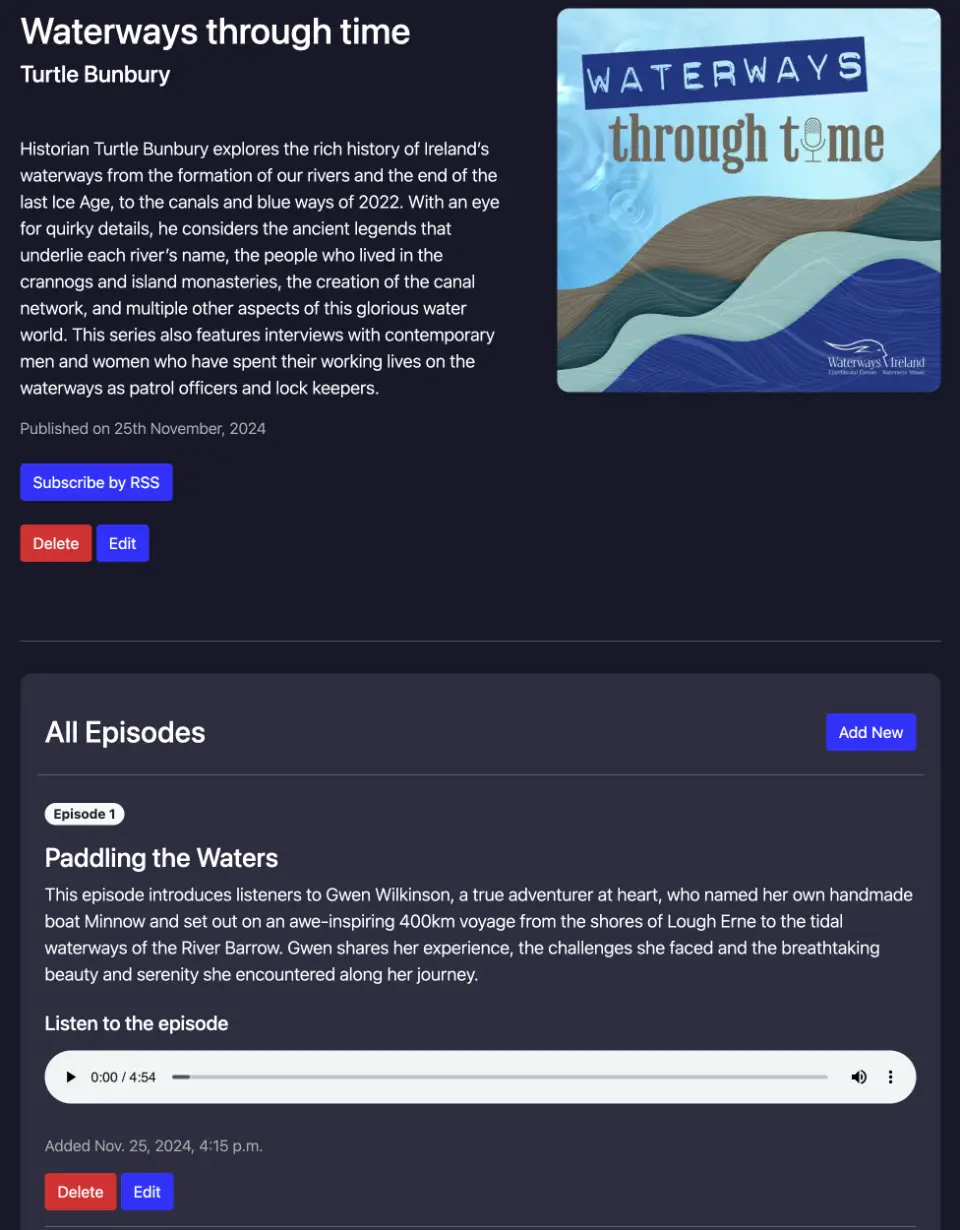 Waterways through time
Turtle Bunbury
Historian Turtle Bunbury explores the rich history of Ireland’s
waterways from the formation of our rivers and the end of the
last Ice Age, to the canals and blue ways of 2022. With an eye
for quirky details, he considers the ancient legends that
underlie each river’s name, the people who lived in the
crannogs and island monasteries, the creation of the canal
network, and multiple other aspects of this glorious water
world. This series also features interviews with contemporary
men and women who have spent their working lives on the
waterways as patrol officers and lock keepers.
Published on 25th November, 2024
Subscribe by RSS
Delete Edit
WATERWAYS
through time
Waterways Ireland
All Episodes
Add New
Episode 1
Paddling the Waters
This episode introduces listeners to Gwen Wilkinson, a true adventurer at heart, who named her own handmade
boat Minnow and set out on an awe-inspiring 400km voyage from the shores of Lough Erne to the tidal
waterways of the River Barrow. Gwen shares her experience, the challenges she faced and the breathtaking
beauty and serenity she encountered along her journey.
Listen to the episode
0:00 / 4:54
Added Nov. 25, 2024, 4:15 p.m.
Delete Edit